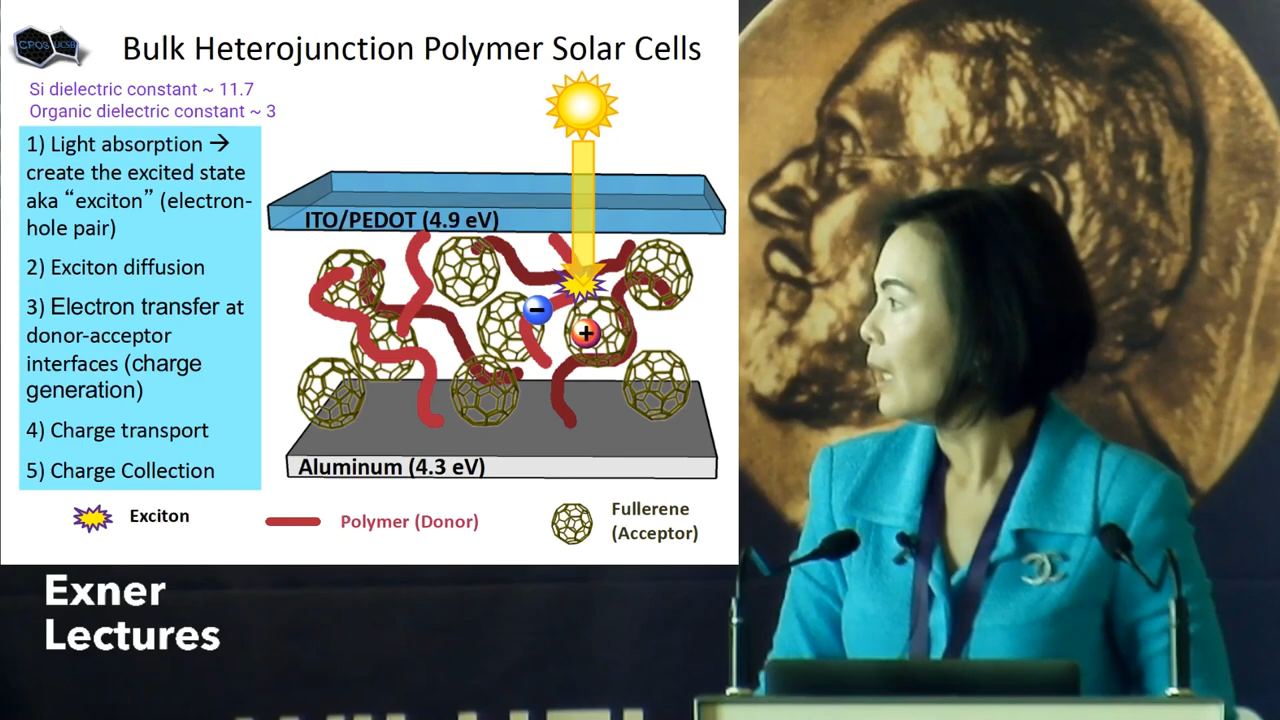 CPOS UCSB
Bulk Heterojunction Polymer Solar Cells
Si dielectric constant ~ 11.7
Organic dielectric constant ~ 3
1) Light absorption →
create the excited state
aka “exciton” (electron-
hole pair)
2) Exciton diffusion
3) Electron transfer at
donor-acceptor
interfaces (charge
generation)
4) Charge transport
5) Charge Collection
ITO/PEDOT (4.9 eV)
−
+
Aluminum (4.3 eV)
Exciton
Polymer (Donor)
Fullerene
(Acceptor)
Exner
Lectures